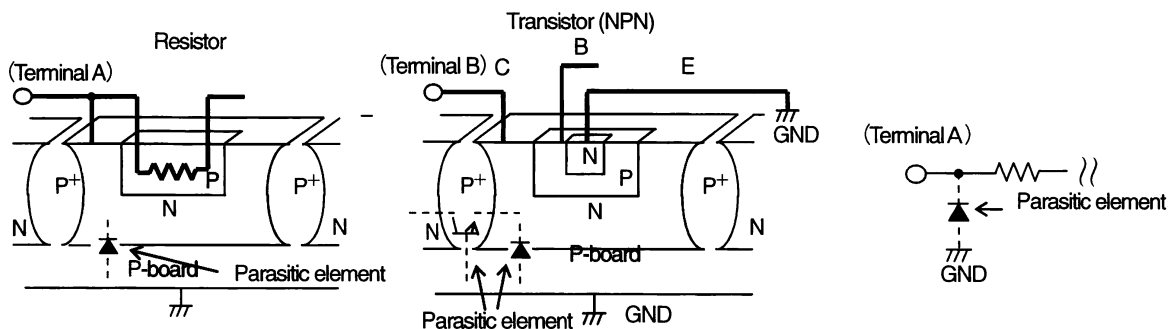 Resistor
(Terminal A)
P+
P
P+
N
N
N
P-board
Parasitic element
Transistor (NPN)
(Terminal B)
C
B
E
GND
N
P+
P
P+
N
N
N
P-board
GND
Parasitic element
(Terminal A)
Parasitic element
GND